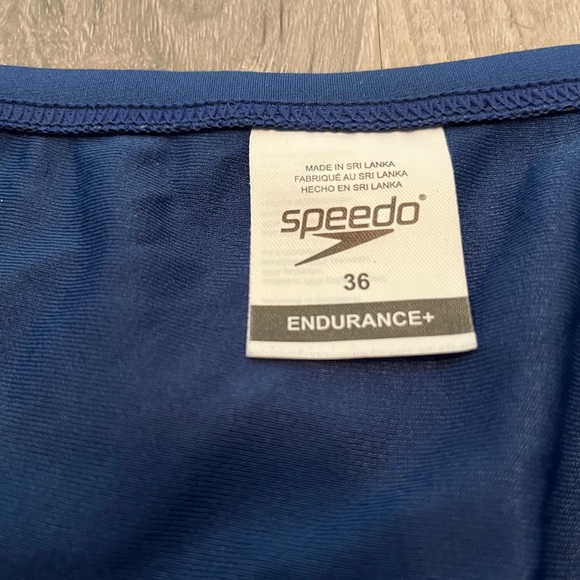 MADE IN SRI LANKA
FABRIQUÉ AU SRI LANKA
HECHO EN SRI LANKA
speedo®
36
ENDURANCE+